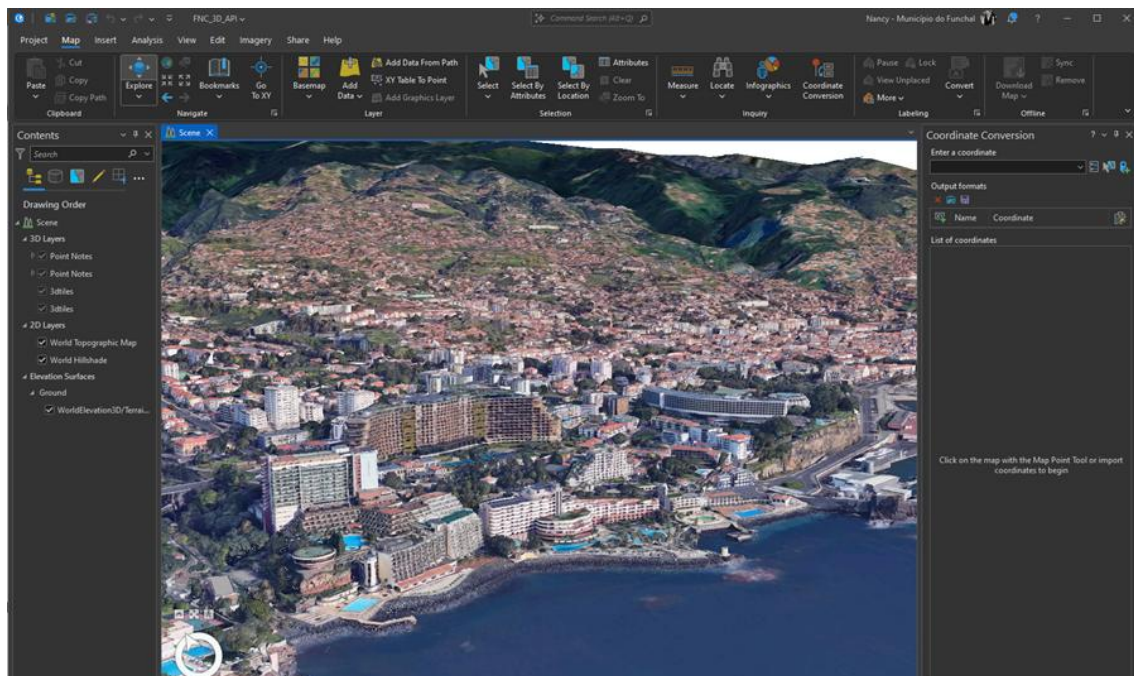 FNC_3D_API
Command Search (Alt+Q)
Nancy - Município do Funchal
?
Project Map Insert Analysis View Edit Imagery Share Help
Paste
Cut
Copy
Copy Path
Clipboard
Explore
Bookmarks
Go To XY
Navigate
Basemap
Add Data
Add Data From Path
XY Table To Point
Add Graphics Layer
Layer
Select
Select By Attributes
Select By Location
Attributes
Clear
Zoom To
Selection
Measure
Locate
Infographics
Coordinate Conversion
Inquiry
Pause
Lock
View Unplaced
More
Convert
Labeling
Download Map
Sync
Remove
Offline
Contents
Search
Drawing Order
Scene
3D Layers
Point Notes
Point Notes
3dtiles
3dtiles
2D Layers
World Topographic Map
World Hillshade
Elevation Surfaces
Ground
WorldElevation3D/Terrai...
Scene
Coordinate Conversion
?
Enter a coordinate
Output formats
Name Coordinate
List of coordinates
Click on the map with the Map Point Tool or import
coordinates to begin